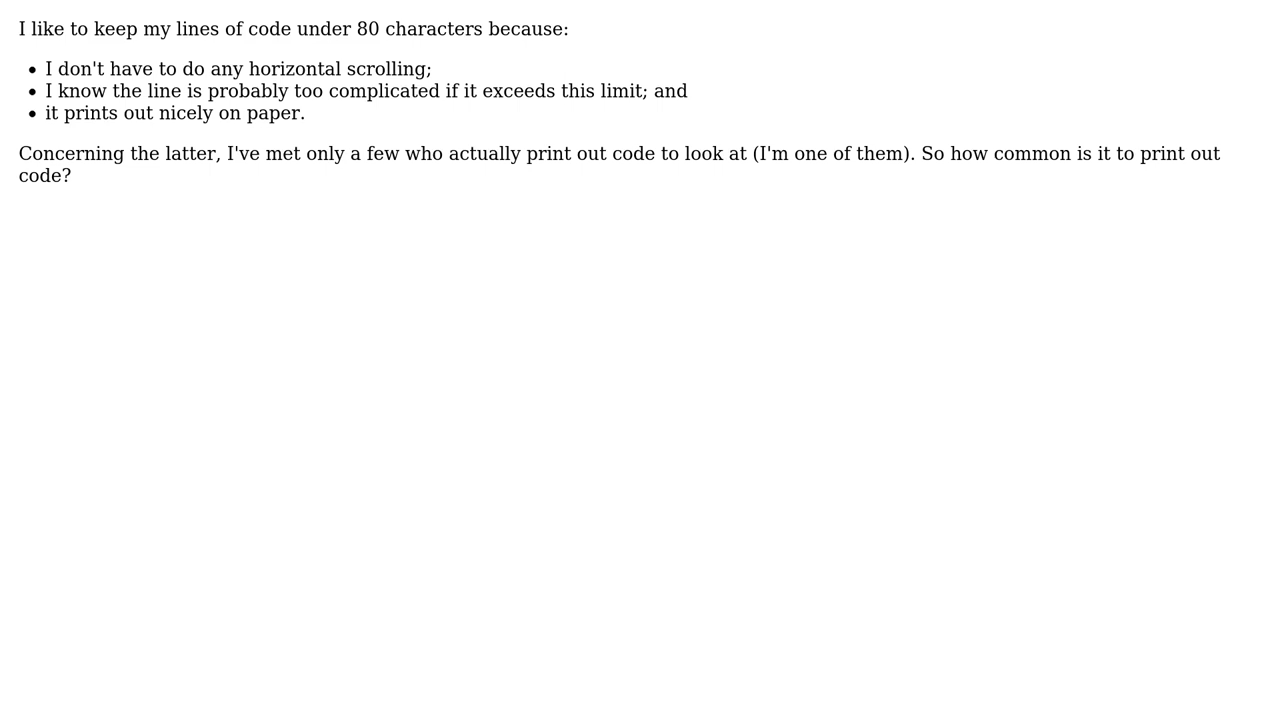 I like to keep my lines of code under 80 characters because:
• I don't have to do any horizontal scrolling;
• I know the line is probably too complicated if it exceeds this limit; and
• it prints out nicely on paper.
Concerning the latter, I've met only a few who actually print out code to look at (I'm one of them). So how common is it to print out
code?